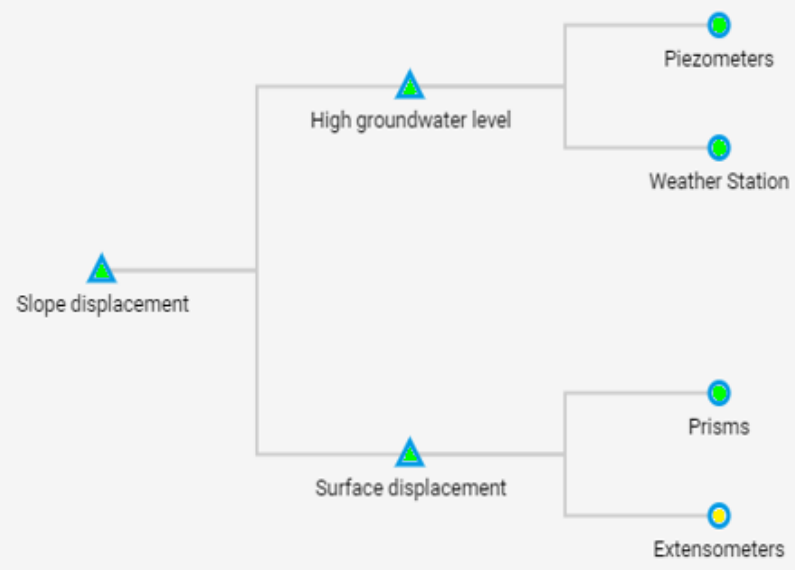 Piezometers
High groundwater level
Weather Station
Slope displacement
Prisms
Surface displacement
Extensometers